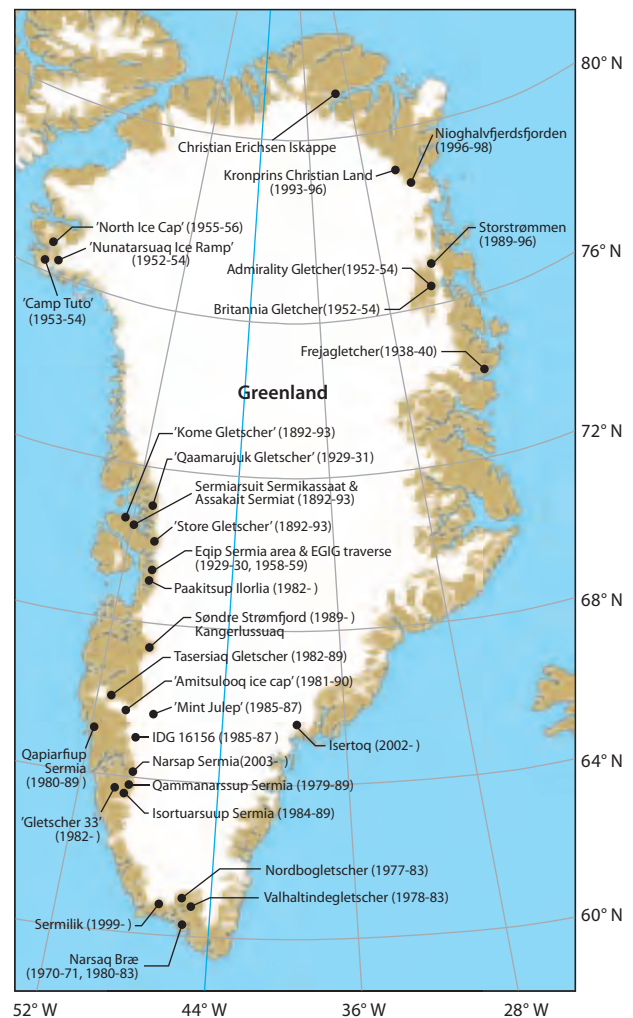 80° N
Christian Erichsen Iskappe
Nioghalvfjerdsfjorden
(1996-98)
Kronprins Christian Land
(1993-96)
'North Ice Cap' (1955-56)
'Nunatarsuaq Ice Ramp'
(1952-54)
Storstrømmen
(1989-96)
76° N
Admirality Gletcher(1952-54)
'Camp Tuto'
(1953-54)
Britannia Gletcher(1952-54)
Frejagletcher(1938-40)
Greenland
72° N
'Kome Gletscher' (1892-93)
'Qaamarujuk Gletscher' (1929-31)
Sermiarsuit Sermikassaat &
Assakait Sermiat (1892-93)
'Store Gletscher' (1892-93)
Eqip Sermia area & EGIG traverse
(1929-30, 1958-59)
Paakitsup Ilorlia (1982- )
68° N
Søndre Strømfjord (1989- )
Kangerlussuaq
Tasersiaq Gletscher (1982-89)
'Amitsulooq ice cap' (1981-90)
'Mint Julep' (1985-87)
IDG 16156 (1985-87 )
Isertoq (2002- )
Qapiarfiup
Sermia
(1980-89 )
Narsap Sermia(2003- )
64° N
Qammanarssup Sermia (1979-89)
Isortuarsuup Sermia (1984-89)
'Gletscher 33'
(1982- )
Nordbogletscher (1977-83)
Valhaltindegletscher (1978-83)
60° N
Sermilik (1999- )
Narsaq Bræ
(1970-71, 1980-83)
52° W
44° W
36° W
28° W